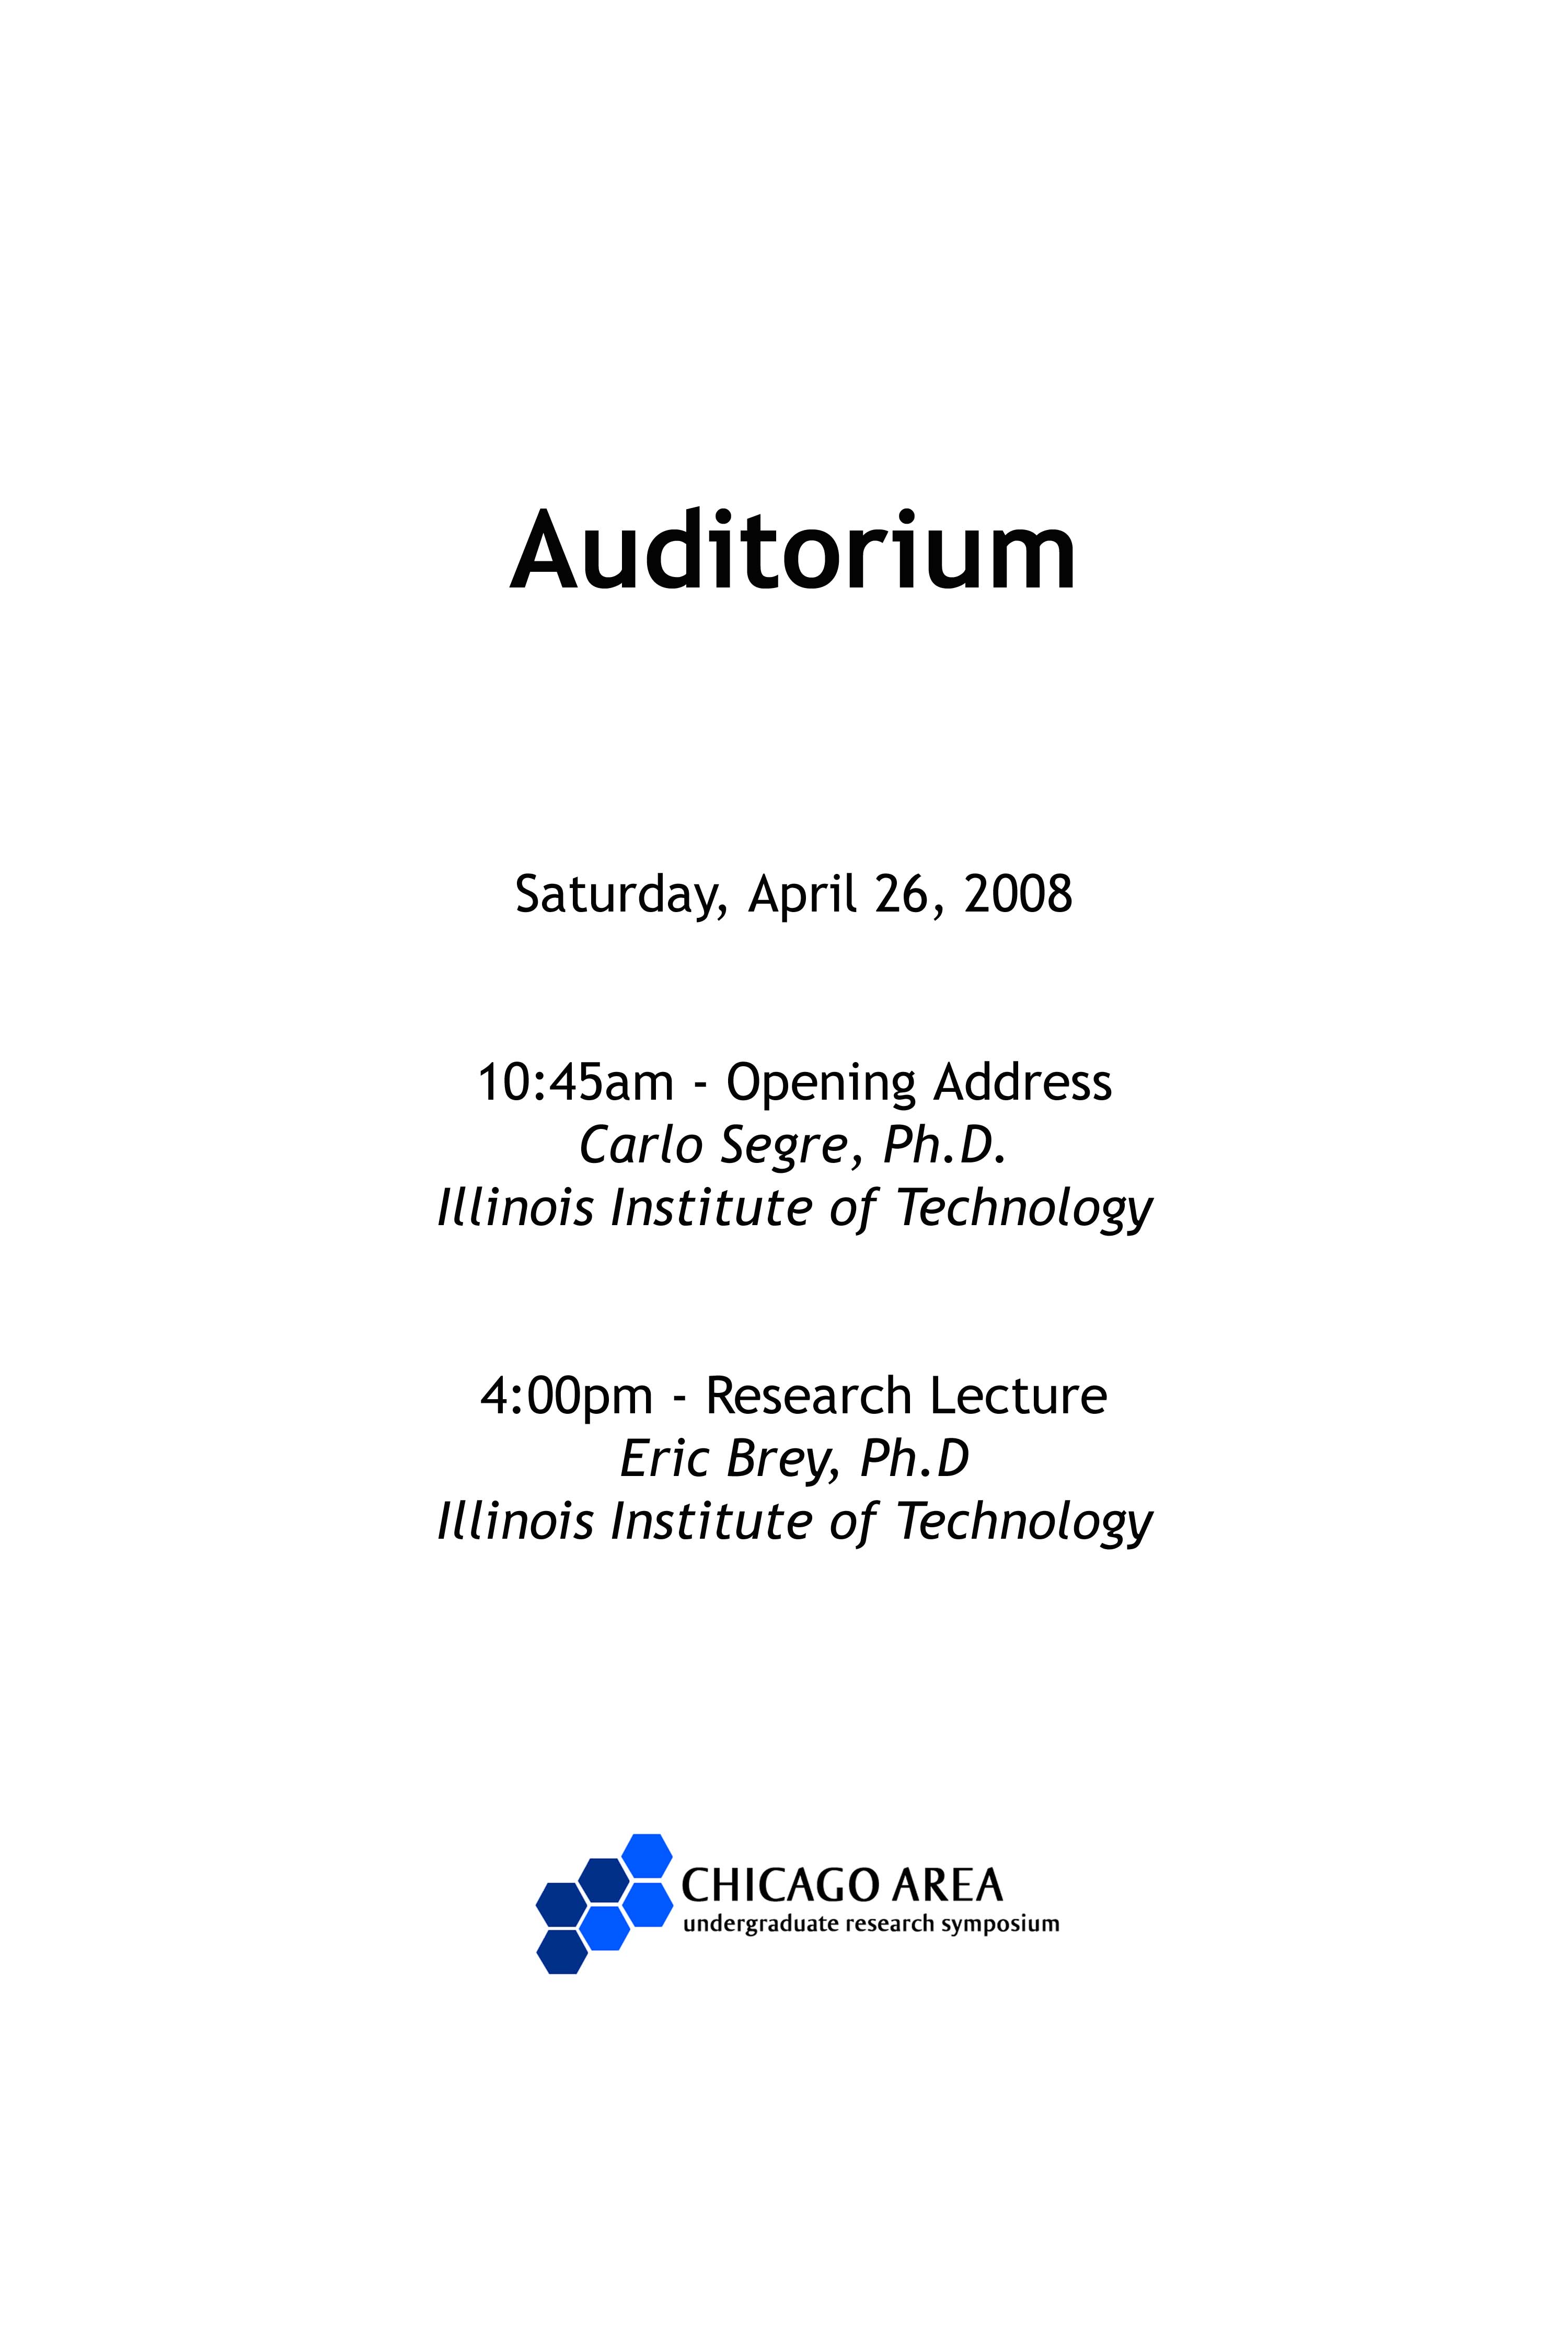 Auditorium
Saturday, April 26, 2008
10:45am - Opening Address
Carlo Segre, Ph.D.
Illinois Institute of Technology
4:00pm - Research Lecture
Eric Brey, Ph.D
Illinois Institute of Technology
CHICAGO AREA
undergraduate research symposium